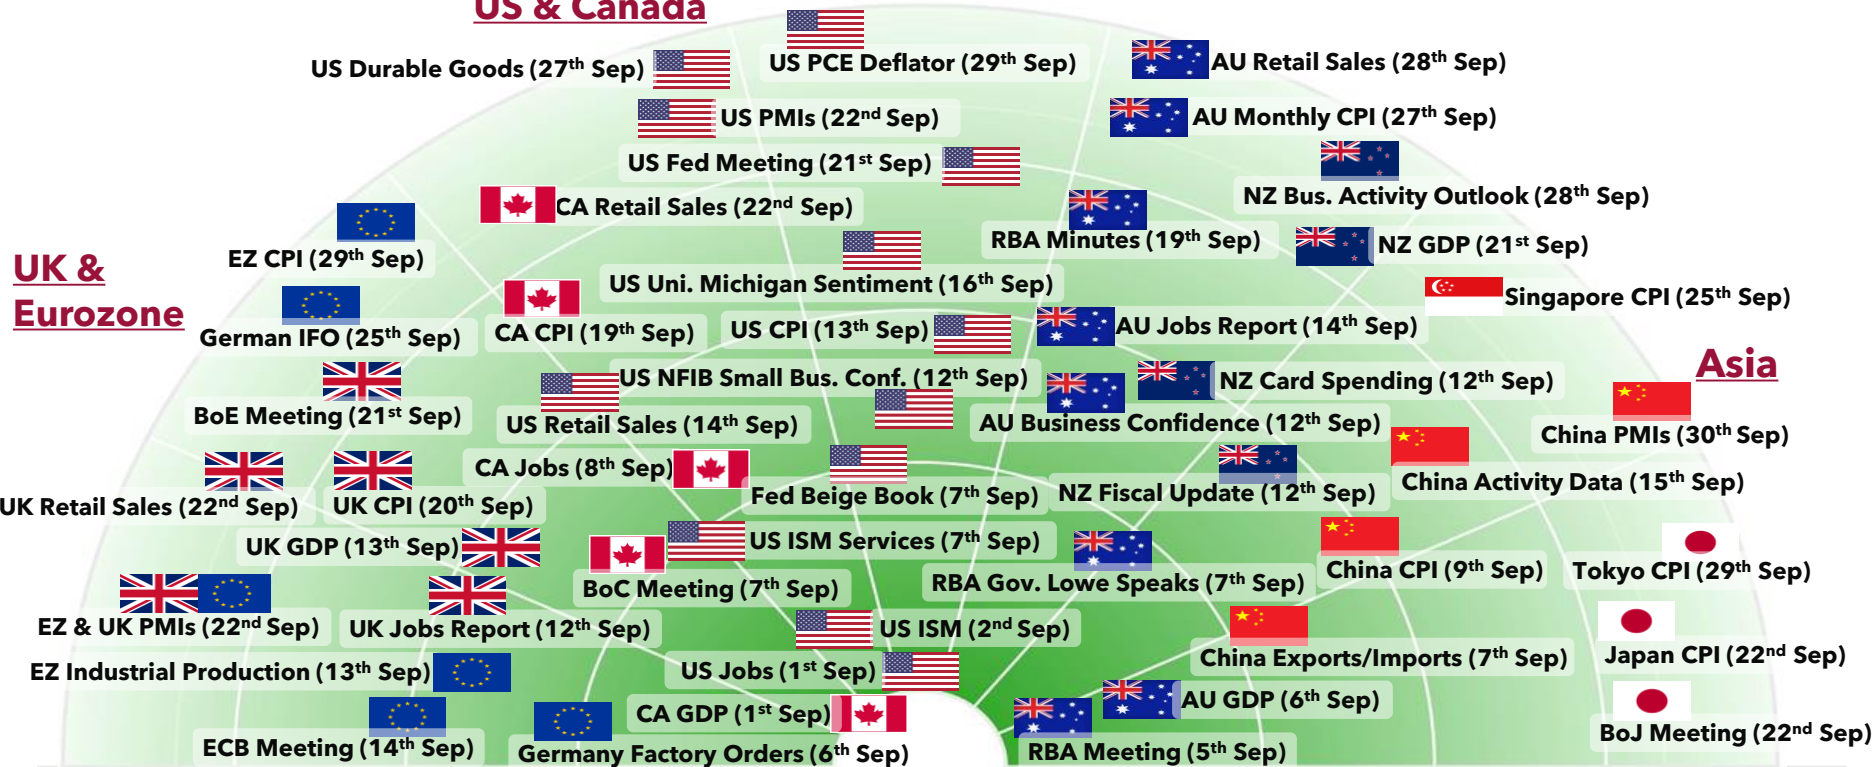 US & Canada
US Durable Goods (27th Sep)
US PCE Deflator (29th Sep)
AU Retail Sales (28th Sep)
US PMIs (22nd Sep)
AU Monthly CPI (27th Sep)
US Fed Meeting (21st Sep)
NZ Bus. Activity Outlook (28th Sep)
CA Retail Sales (22nd Sep)
RBA Minutes (19th Sep)
NZ GDP (21st Sep)
EZ CPI (29th Sep)
UK &
Eurozone
US Uni. Michigan Sentiment (16th Sep)
Singapore CPI (25th Sep)
German IFO (25th Sep)
CA CPI (19th Sep)
US CPI (13th Sep)
AU Jobs Report (14th Sep)
Asia
US NFIB Small Bus. Conf. (12th Sep)
NZ Card Spending (12th Sep)
BoE Meeting (21st Sep)
US Retail Sales (14th Sep)
AU Business Confidence (12th Sep)
China PMIs (30th Sep)
CA Jobs (8th Sep)
China Activity Data (15th Sep)
UK Retail Sales (22nd Sep)
UK CPI (20th Sep)
Fed Beige Book (7th Sep)
NZ Fiscal Update (12th Sep)
UK GDP (13th Sep)
US ISM Services (7th Sep)
BoC Meeting (7th Sep)
RBA Gov. Lowe Speaks (7th Sep)
China CPI (9th Sep)
Tokyo CPI (29th Sep)
EZ & UK PMIs (22nd Sep)
UK Jobs Report (12th Sep)
US ISM (2nd Sep)
China Exports/Imports (7th Sep)
Japan CPI (22nd Sep)
EZ Industrial Production (13th Sep)
US Jobs (1st Sep)
CA GDP (1st Sep)
AU GDP (6th Sep)
ECB Meeting (14th Sep)
Germany Factory Orders (6th Sep)
RBA Meeting (5th Sep)
BoJ Meeting (22nd Sep)